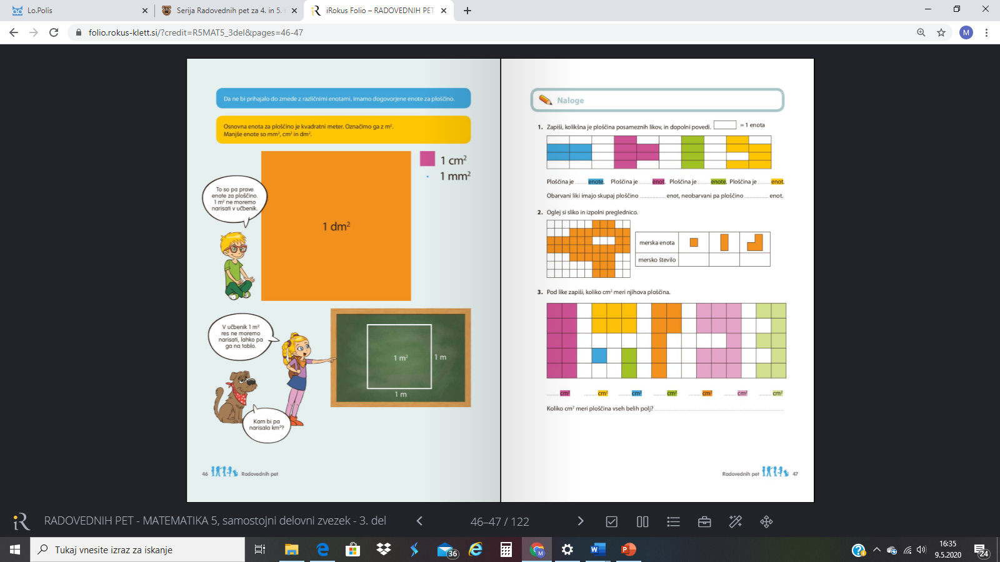 Lo.Polis
Serija Radovednih pet za 4. in 5.
iRokus Folio – RADOVEDNIH PET
folio.rokus-klett.si/?credit=R5MAT5_3del&pages=46-47
M
Da ne bi prihajalo do zmede z različnimi enotami, imamo dogovorjene enote za ploščino.
Osnovna enota za ploščino je kvadratni meter. Označimo ga z m².
Manjše enote so mm², cm² in dm².
1 cm²
1 mm²
To so pa prave
enote za ploščino.
1 m² ne moremo
narisati v učbenik.
1 dm²
V učbenik 1 m²
res ne moremo
narisati, lahko pa
ga na tablo.
1 m²
1 m
1 m
Kam bi pa
narisala km²?
46
Radovednih pet
Naloge
1. Zapiši, kolikšna je ploščina posameznih likov, in dopolni povedi. = 1 enota
Ploščina je ........ enote. Ploščina je ........ enot. Ploščina je ........ enote. Ploščina je ........ enot.
Obarvani liki imajo skupaj ploščino ............... enot, neobarvani pa ploščino ............... enot.
2. Oglej si sliko in izpolni preglednico.
merska enota
mersko število
3. Pod like zapiši, koliko cm² meri njihova ploščina.
........ cm² ........ cm² ........ cm² ........ cm² ........ cm² ........ cm² ........ cm²
Koliko cm² meri ploščina vseh belih polj? ........................................
Radovednih pet
47
iR
RADOVEDNIH PET - MATEMATIKA 5, samostojni delovni zvezek - 3. del
46–47 / 122
Tukaj vnesite izraz za iskanje
36
M
W
P
16:35
9.5.2020
24